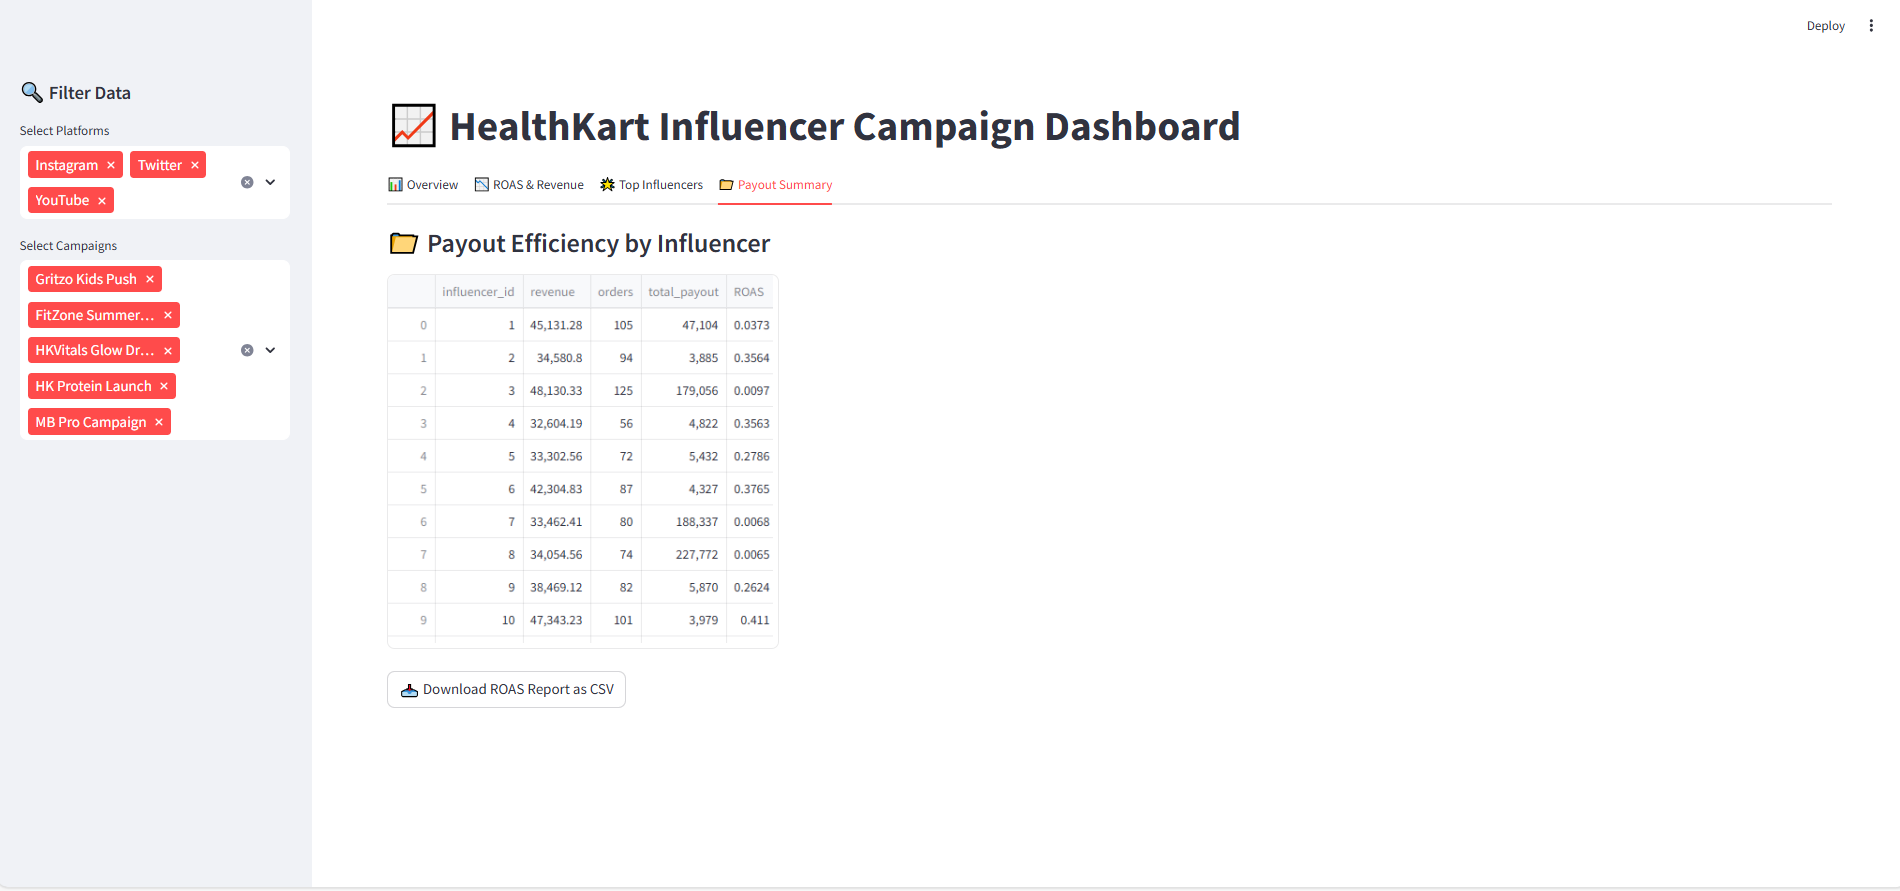 Deploy
Filter Data
Select Platforms
Instagram × Twitter ×
YouTube ×
Select Campaigns
Gritzo Kids Push ×
FitZone Summer... ×
HKVitals Glow Dr... ×
HK Protein Launch ×
MB Pro Campaign ×
HealthKart Influencer Campaign Dashboard
Overview ROAS & Revenue Top Influencers Payout Summary
Payout Efficiency by Influencer
influencer_id revenue orders total_payout ROAS
0 1 45,131.28 105 47,104 0.0373
1 2 34,580.8 94 3,885 0.3564
2 3 48,130.33 125 179,056 0.0097
3 4 32,604.19 56 4,822 0.3563
4 5 33,302.56 72 5,432 0.2786
5 6 42,304.83 87 4,327 0.3765
6 7 33,462.41 80 188,337 0.0068
7 8 34,054.56 74 227,772 0.0065
8 9 38,469.12 82 5,870 0.2624
9 10 47,343.23 101 3,979 0.411
Download ROAS Report as CSV